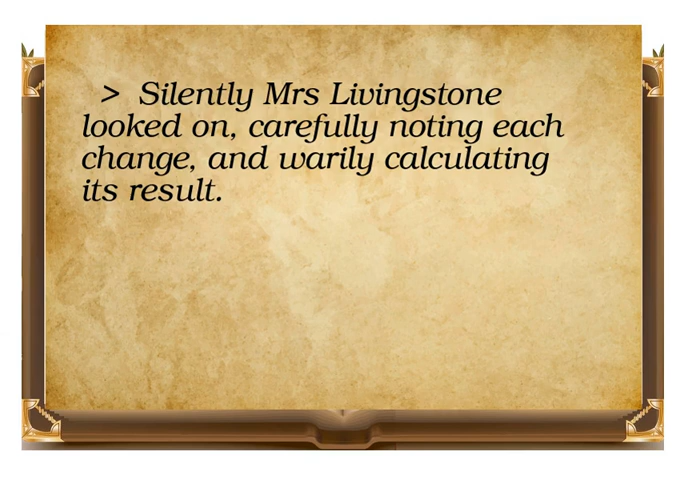 > Silently Mrs Livingstone
looked on, carefully noting each
change, and warily calculating
its result.